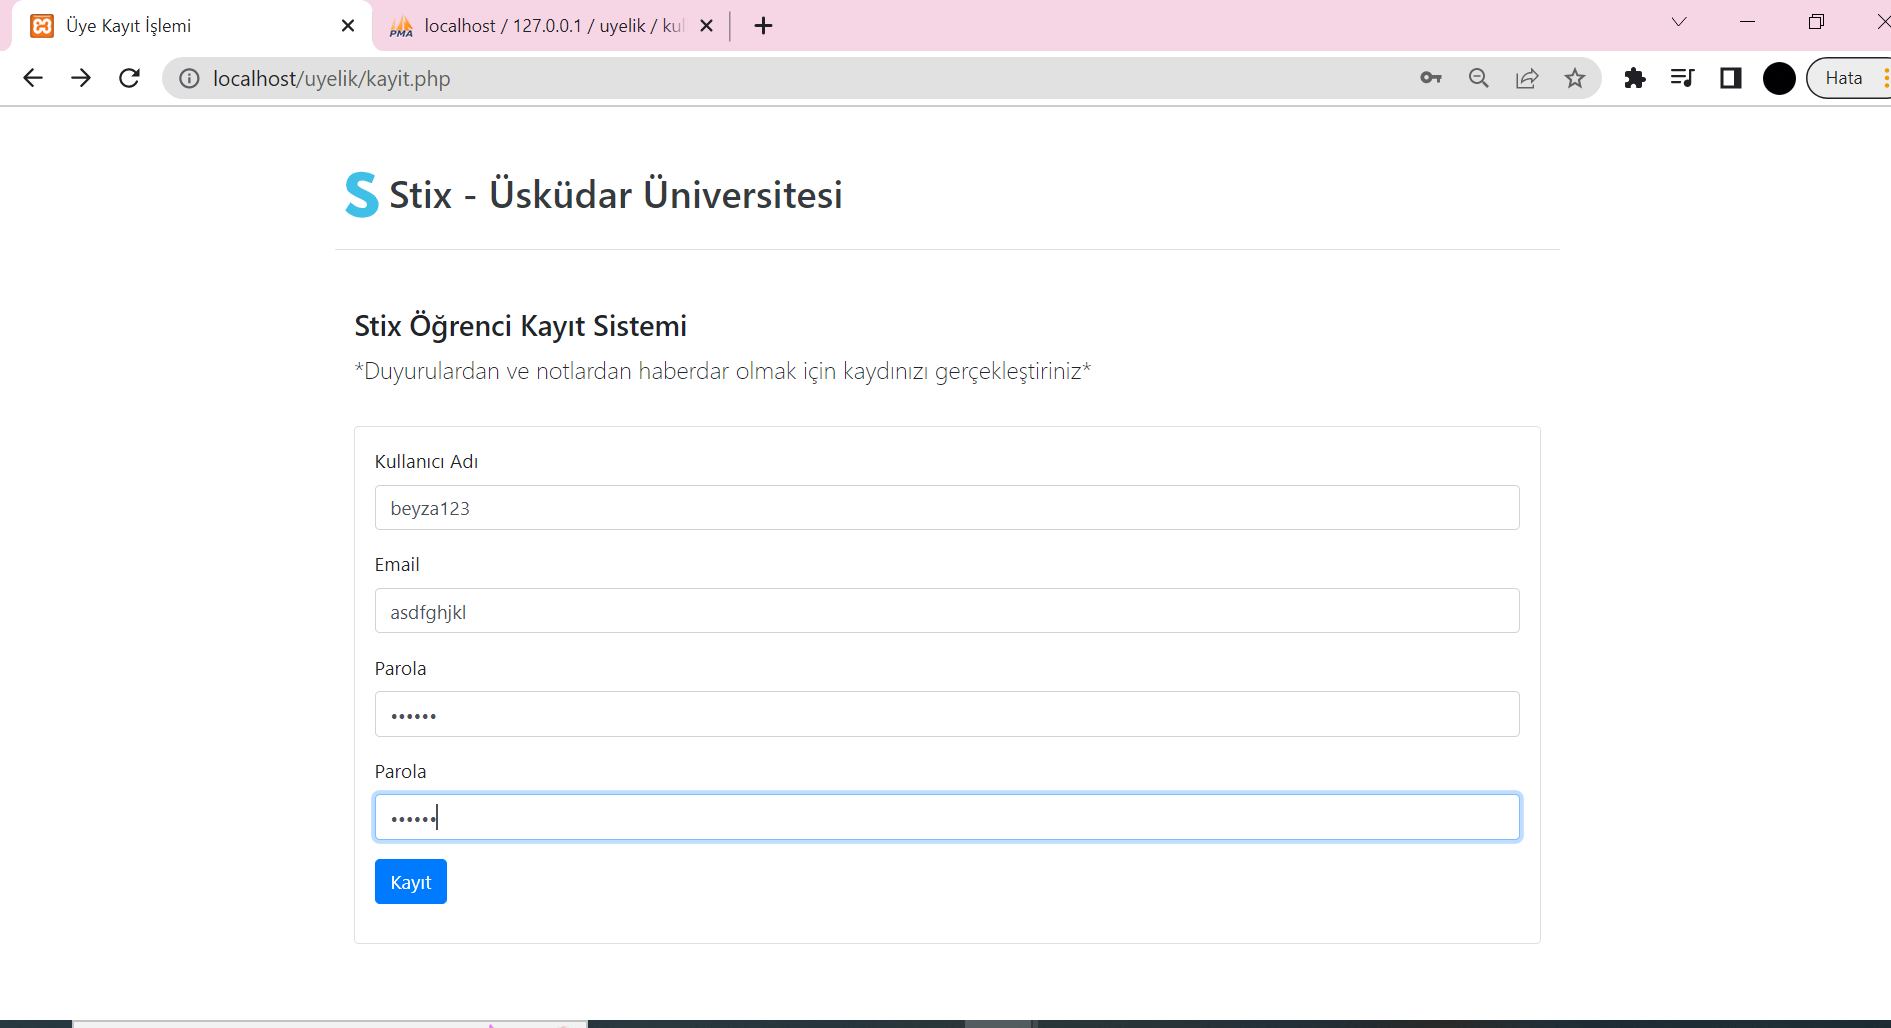 Üye Kayıt İşlemi
localhost / 127.0.0.1 / uyelik / kul
localhost/uyelik/kayit.php
Hata
S Stix - Üsküdar Üniversitesi
Stix Öğrenci Kayıt Sistemi
*Duyurulardan ve notlardan haberdar olmak için kaydınızı gerçekleştiriniz*
Kullanıcı Adı
beyza123
Email
asdfghjkl
Parola
••••••
Parola
••••••
Kayıt